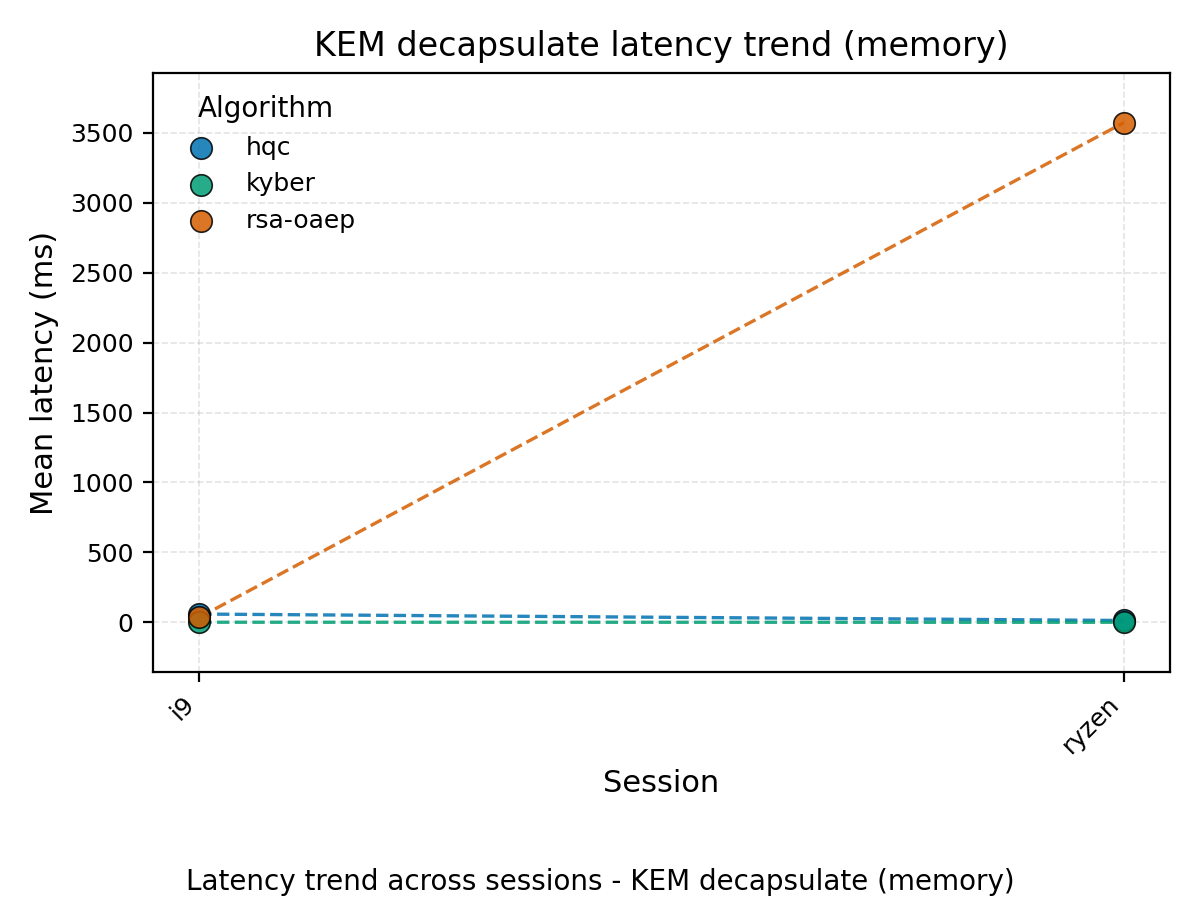 KEM decapsulate latency trend (memory)
Algorithm
hqc
kyber
rsa-oaep
Mean latency (ms)
3500
3000
2500
2000
1500
1000
500
0
i9
ryzen
Session
Latency trend across sessions - KEM decapsulate (memory)